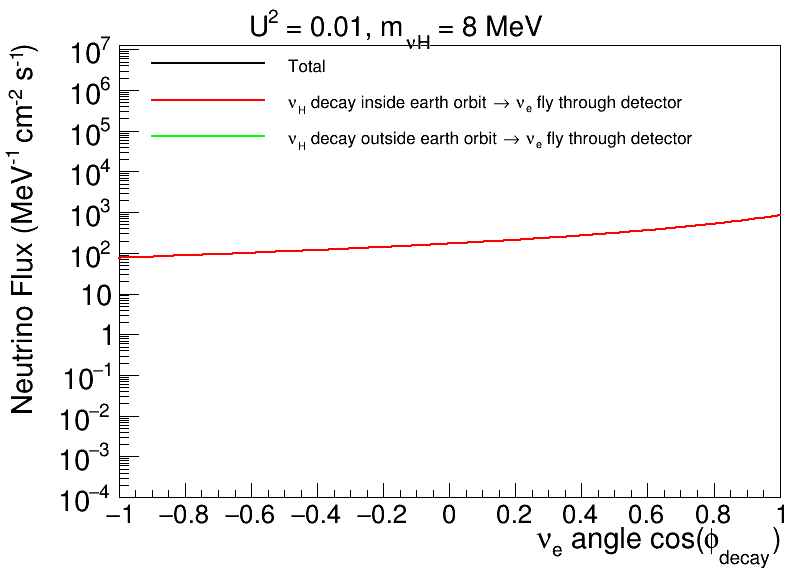 U² = 0.01, m_νH = 8 MeV
Neutrino Flux (MeV⁻¹ cm⁻² s⁻¹)
10⁷
10⁶
10⁵
10⁴
10³
10²
10
1
10⁻¹
10⁻²
10⁻³
10⁻⁴
Total
ν_H decay inside earth orbit → ν_e fly through detector
ν_H decay outside earth orbit → ν_e fly through detector
−1 −0.8 −0.6 −0.4 −0.2 0 0.2 0.4 0.6 0.8 1
ν_e angle cos(ϕ_decay)